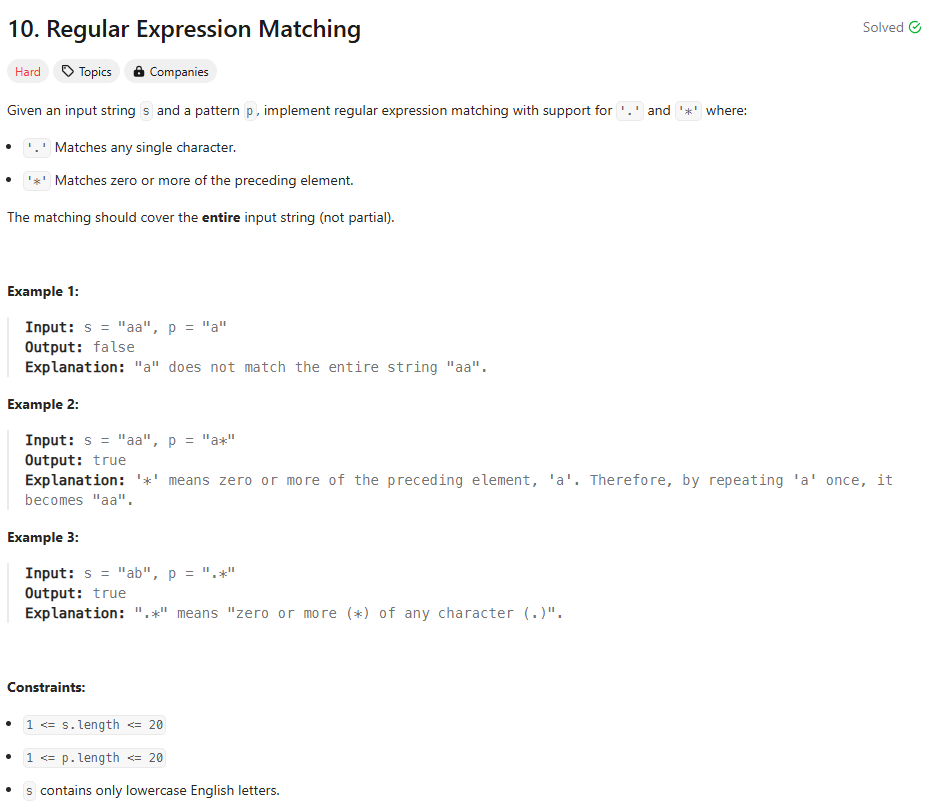 10. Regular Expression Matching
Solved
Hard
Topics
Companies
Given an input string s and a pattern p, implement regular expression matching with support for '.' and '*' where:
• '.' Matches any single character.
• '*' Matches zero or more of the preceding element.
The matching should cover the entire input string (not partial).
Example 1:
Input: s = "aa", p = "a"
Output: false
Explanation: "a" does not match the entire string "aa".
Example 2:
Input: s = "aa", p = "a*"
Output: true
Explanation: '*' means zero or more of the preceding element, 'a'. Therefore, by repeating 'a' once, it
becomes "aa".
Example 3:
Input: s = "ab", p = ".*"
Output: true
Explanation: ".*" means "zero or more (*) of any character (.)".
Constraints:
• 1 <= s.length <= 20
• 1 <= p.length <= 20
• s contains only lowercase English letters.